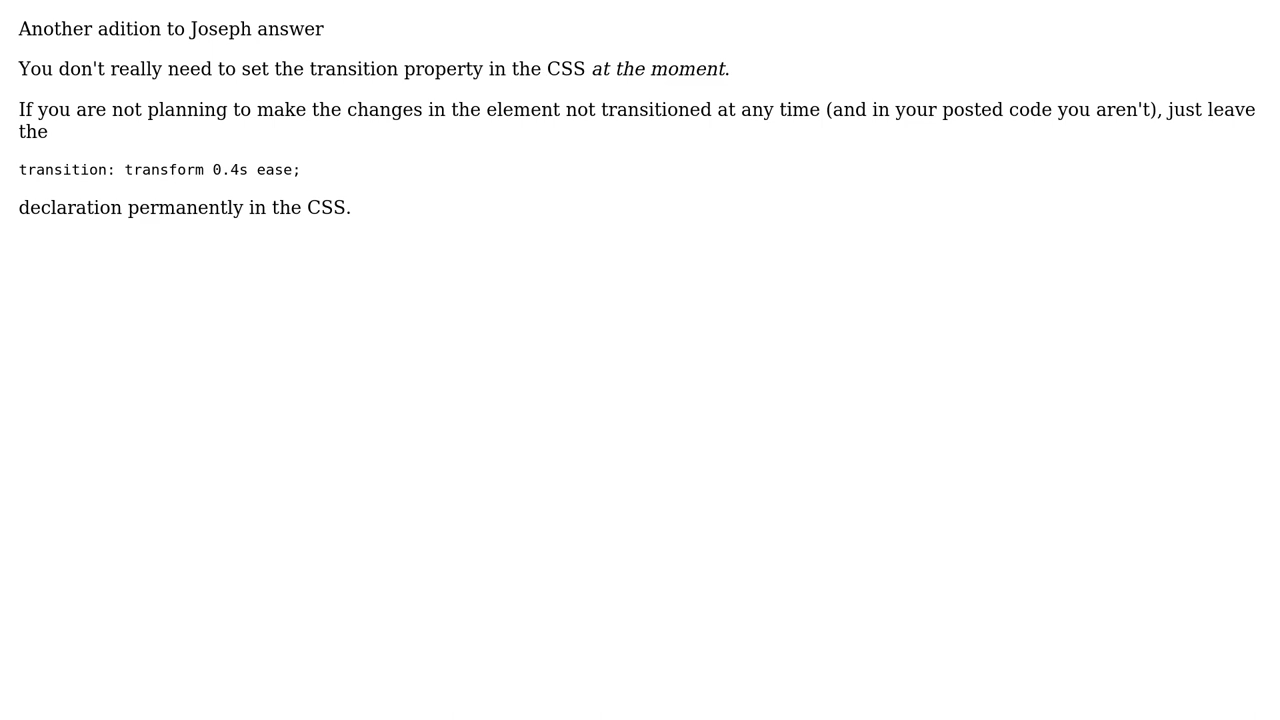 Another adition to Joseph answer
You don't really need to set the transition property in the CSS at the moment.
If you are not planning to make the changes in the element not transitioned at any time (and in your posted code you aren't), just leave
the
transition: transform 0.4s ease;
declaration permanently in the CSS.